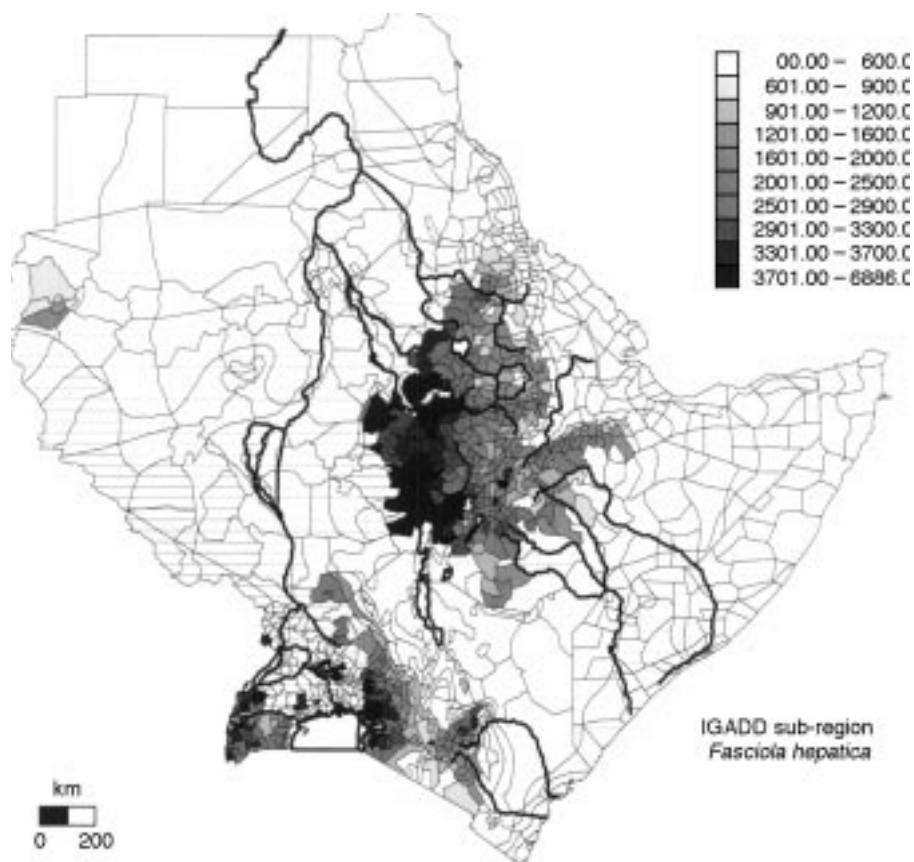 00.00 – 600.0
601.00 – 900.0
901.00 – 1200.0
1201.00 – 1600.0
1601.00 – 2000.0
2001.00 – 2500.0
2501.00 – 2900.0
2901.00 – 3300.0
3301.00 – 3700.0
3701.00 – 6886.0
IGADD sub-region
Fasciola hepatica
km
0 200